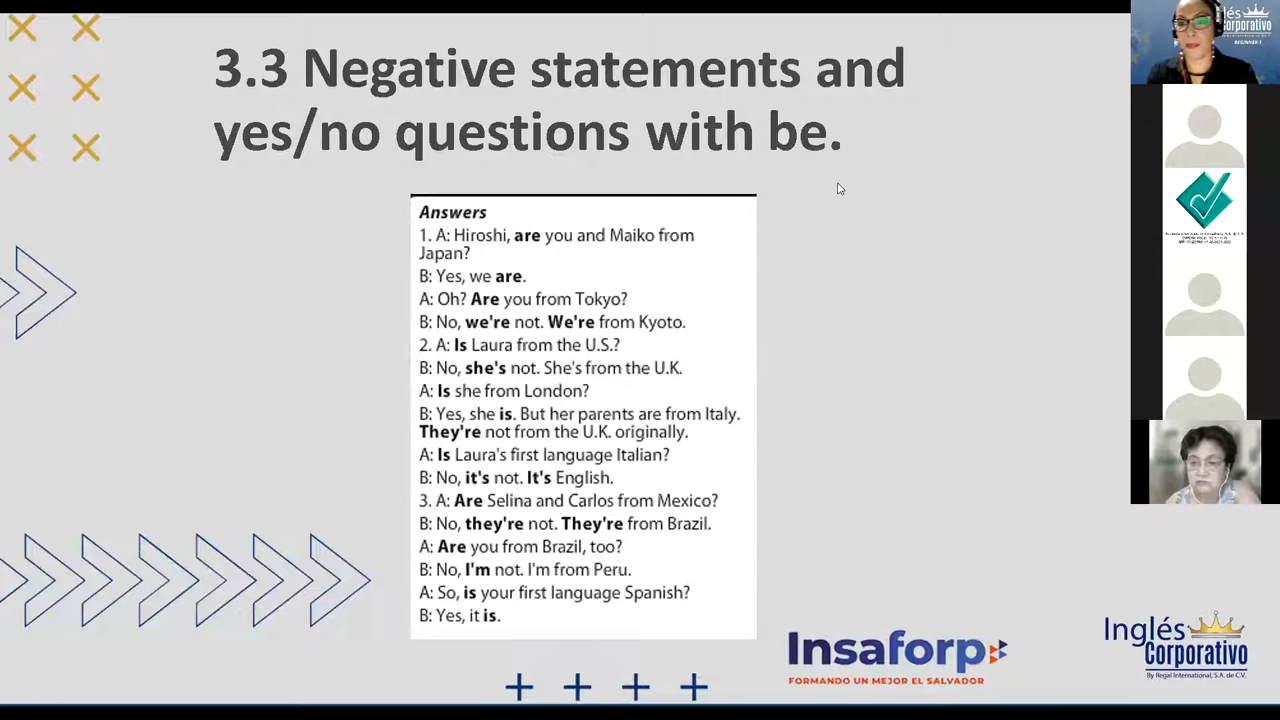 3.3 Negative statements and
yes/no questions with be.
Answers
1. A: Hiroshi, are you and Maiko from
Japan?
B: Yes, we are.
A: Oh? Are you from Tokyo?
B: No, we're not. We're from Kyoto.
2. A: Is Laura from the U.S.?
B: No, she's not. She's from the U.K.
A: Is she from London?
B: Yes, she is. But her parents are from Italy.
They're not from the U.K. originally.
A: Is Laura's first language Italian?
B: No, it's not. It's English.
3. A: Are Selina and Carlos from Mexico?
B: No, they're not. They're from Brazil.
A: Are you from Brazil, too?
B: No, I'm not. I'm from Peru.
A: So, is your first language Spanish?
B: Yes, it is.
Insaforp
FORMANDO UN MEJOR EL SALVADOR
Inglés
Corporativo
By Regal International, S.A. de C.V.
lés
Corporativo
BEGINNER 1